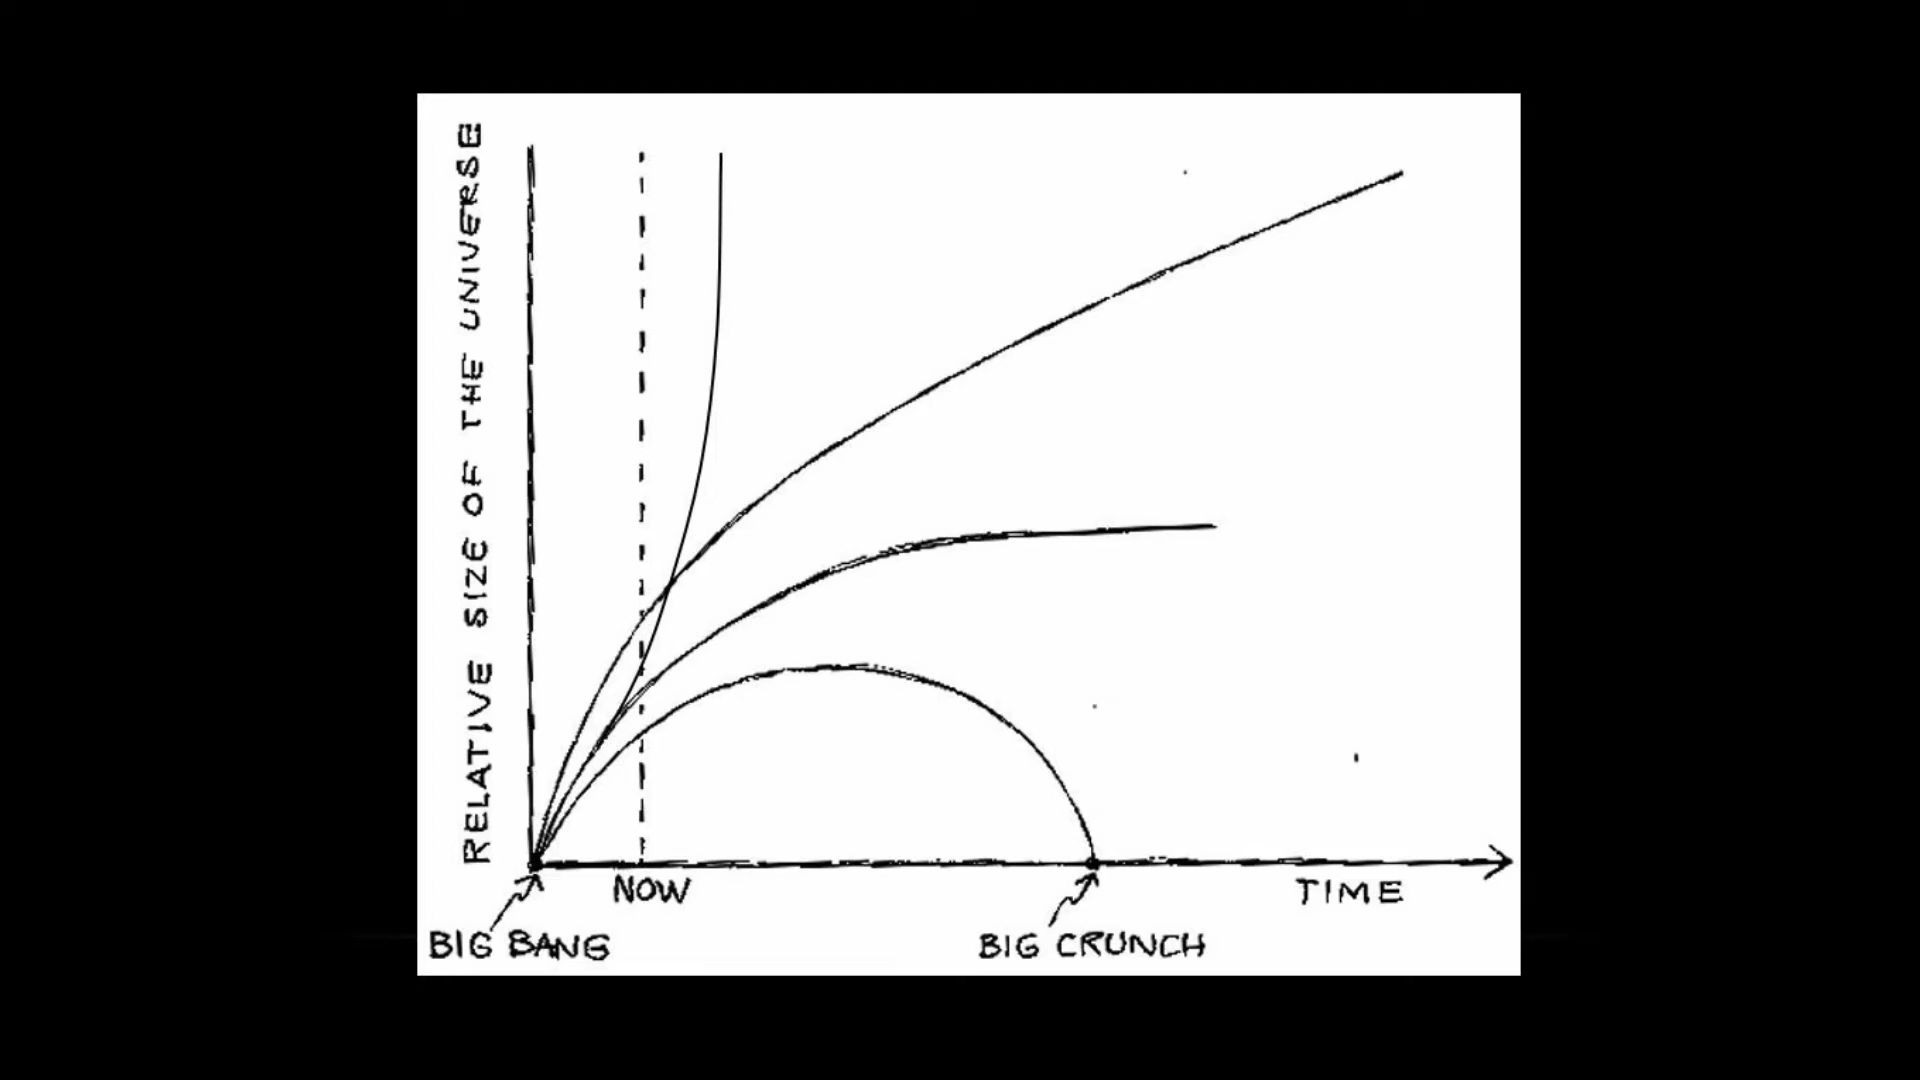 RELATIVE SIZE OF THE UNIVERSE
NOW
TIME
BIG BANG
BIG CRUNCH